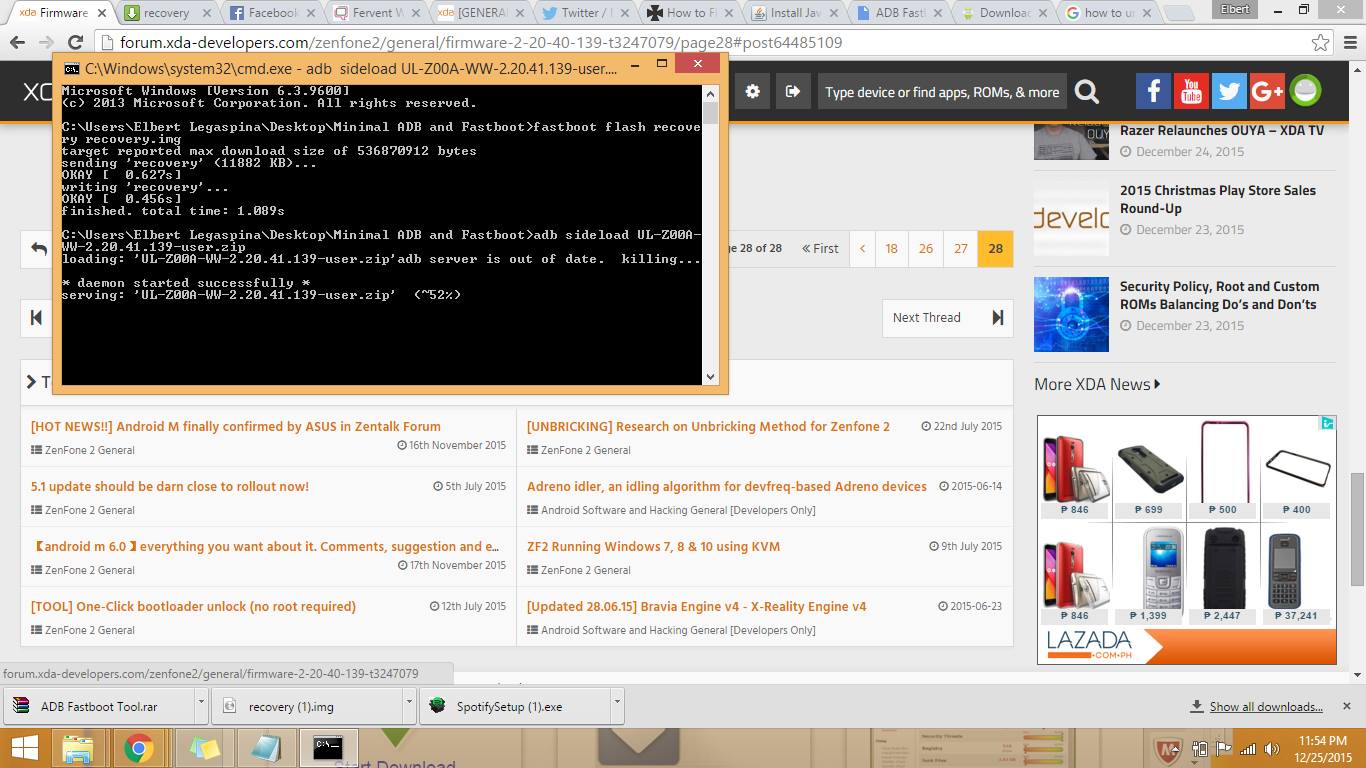 xda Firmware
recovery
Facebook
Fervent W
xda [GENERAL
Twitter / 
How to F
Install Jav
ADB Fast
Downloa
how to u
Elbert
forum.xda-developers.com/zenfone2/general/firmware-2-20-40-139-t3247079/page28#post64485109
C:\Windows\system32\cmd.exe - adb sideload UL-Z00A-WW-2.20.41.139-user....
Microsoft Windows [Version 6.3.9600]
(c) 2013 Microsoft Corporation. All rights reserved.
C:\Users\Elbert Legaspina\Desktop\Minimal ADB and Fastboot>fastboot flash recove
ry recovery.img
target reported max download size of 536870912 bytes
sending 'recovery' (11882 KB)...
OKAY [  0.627s]
writing 'recovery'...
OKAY [  0.456s]
finished. total time: 1.089s
C:\Users\Elbert Legaspina\Desktop\Minimal ADB and Fastboot>adb sideload UL-Z00A-
WW-2.20.41.139-user.zip
loading: 'UL-Z00A-WW-2.20.41.139-user.zip'adb server is out of date.  killing...
* daemon started successfully *
serving: 'UL-Z00A-WW-2.20.41.139-user.zip'  (~52%)
Type device or find apps, ROMs, & more
f
You
Tube
G+
Razer Relaunches OUYA – XDA TV
December 24, 2015
2015 Christmas Play Store Sales
Round-Up
December 23, 2015
Security Policy, Root and Custom
ROMs Balancing Do's and Don'ts
December 23, 2015
More XDA News
ge 28 of 28
« First
<
18
26
27
28
Next Thread
[HOT NEWS!!] Android M finally confirmed by ASUS in Zentalk Forum
16th November 2015
ZenFone 2 General
[UNBRICKING] Research on Unbricking Method for Zenfone 2
22nd July 2015
ZenFone 2 General
5.1 update should be darn close to rollout now!
5th July 2015
ZenFone 2 General
Adreno idler, an idling algorithm for devfreq-based Adreno devices
2015-06-14
Android Software and Hacking General [Developers Only]
【android m 6.0】everything you want about it. Comments, suggestion and e...
17th November 2015
ZenFone 2 General
ZF2 Running Windows 7, 8 & 10 using KVM
9th July 2015
ZenFone 2 General
[TOOL] One-Click bootloader unlock (no root required)
12th July 2015
ZenFone 2 General
[Updated 28.06.15] Bravia Engine v4 - X-Reality Engine v4
2015-06-23
Android Software and Hacking General [Developers Only]
₱ 846
₱ 699
₱ 500
₱ 400
₱ 846
₱ 1,399
₱ 2,447
₱ 37,241
LAZADA
.COM.PH
forum.xda-developers.com/zenfone2/general/firmware-2-20-40-139-t3247079
ADB Fastboot Tool.rar
recovery (1).img
SpotifySetup (1).exe
Show all downloads...
Start Download
Security Threats
Registry
11:54 PM
12/25/2015